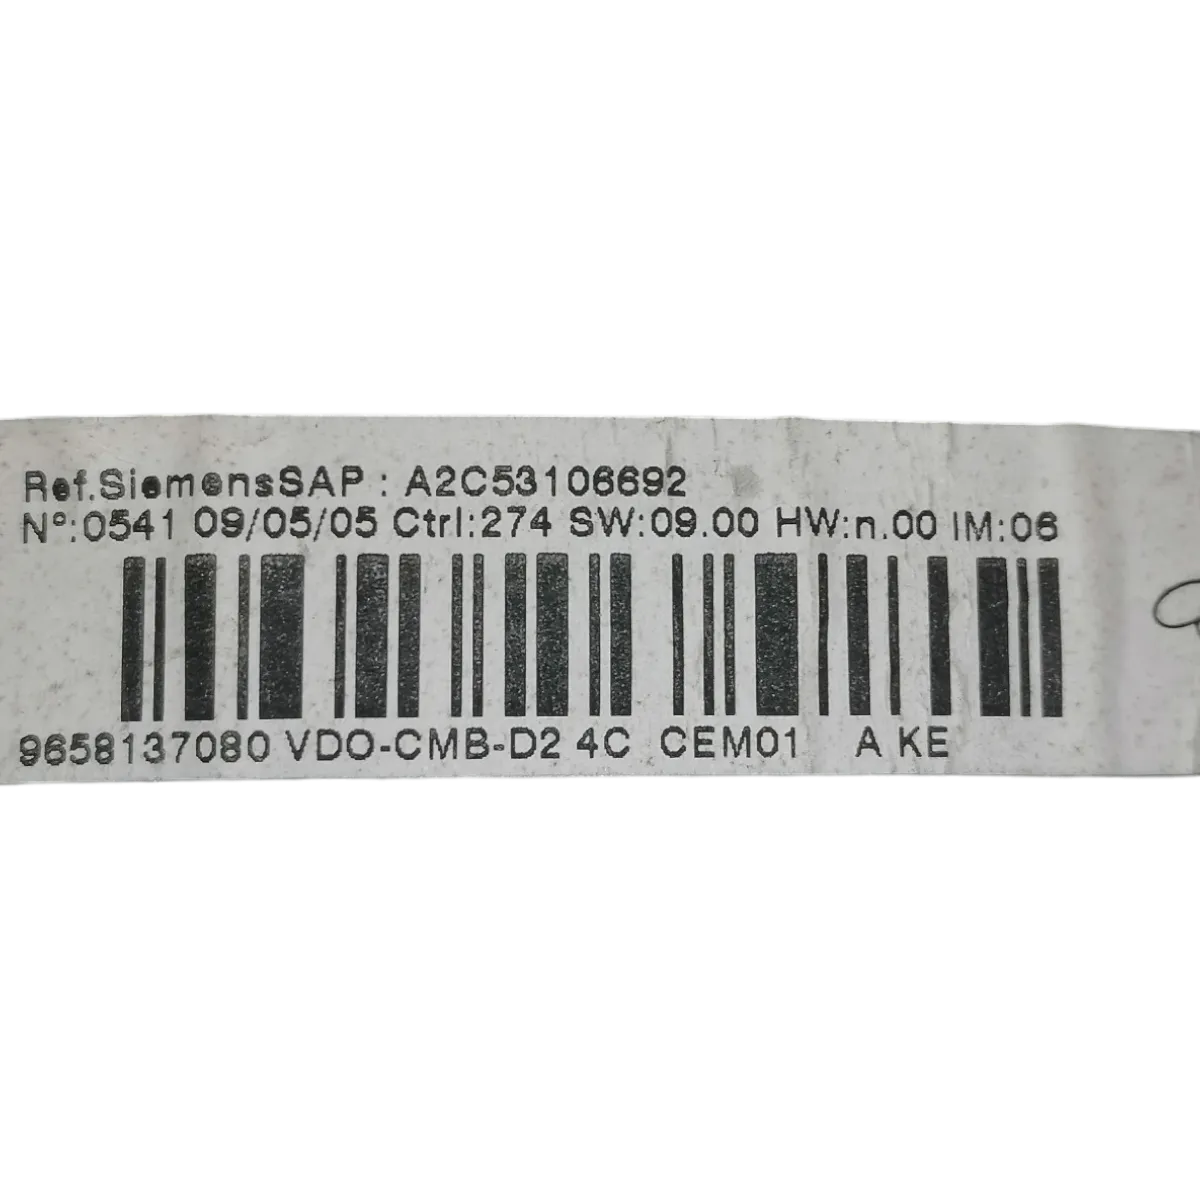 Ref.SiemensSAP : A2C53106692
Nº:0541 09/05/05 Ctrl:274 SW:09.00 HW:n.00 IM:06
9658137080 VDO-CMB-D2 4C CEM01 A KE